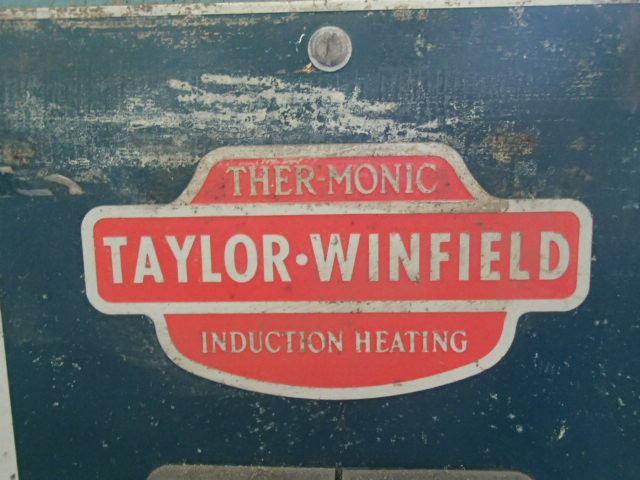 THER-MONIC
TAYLOR·WINFIELD
INDUCTION HEATING